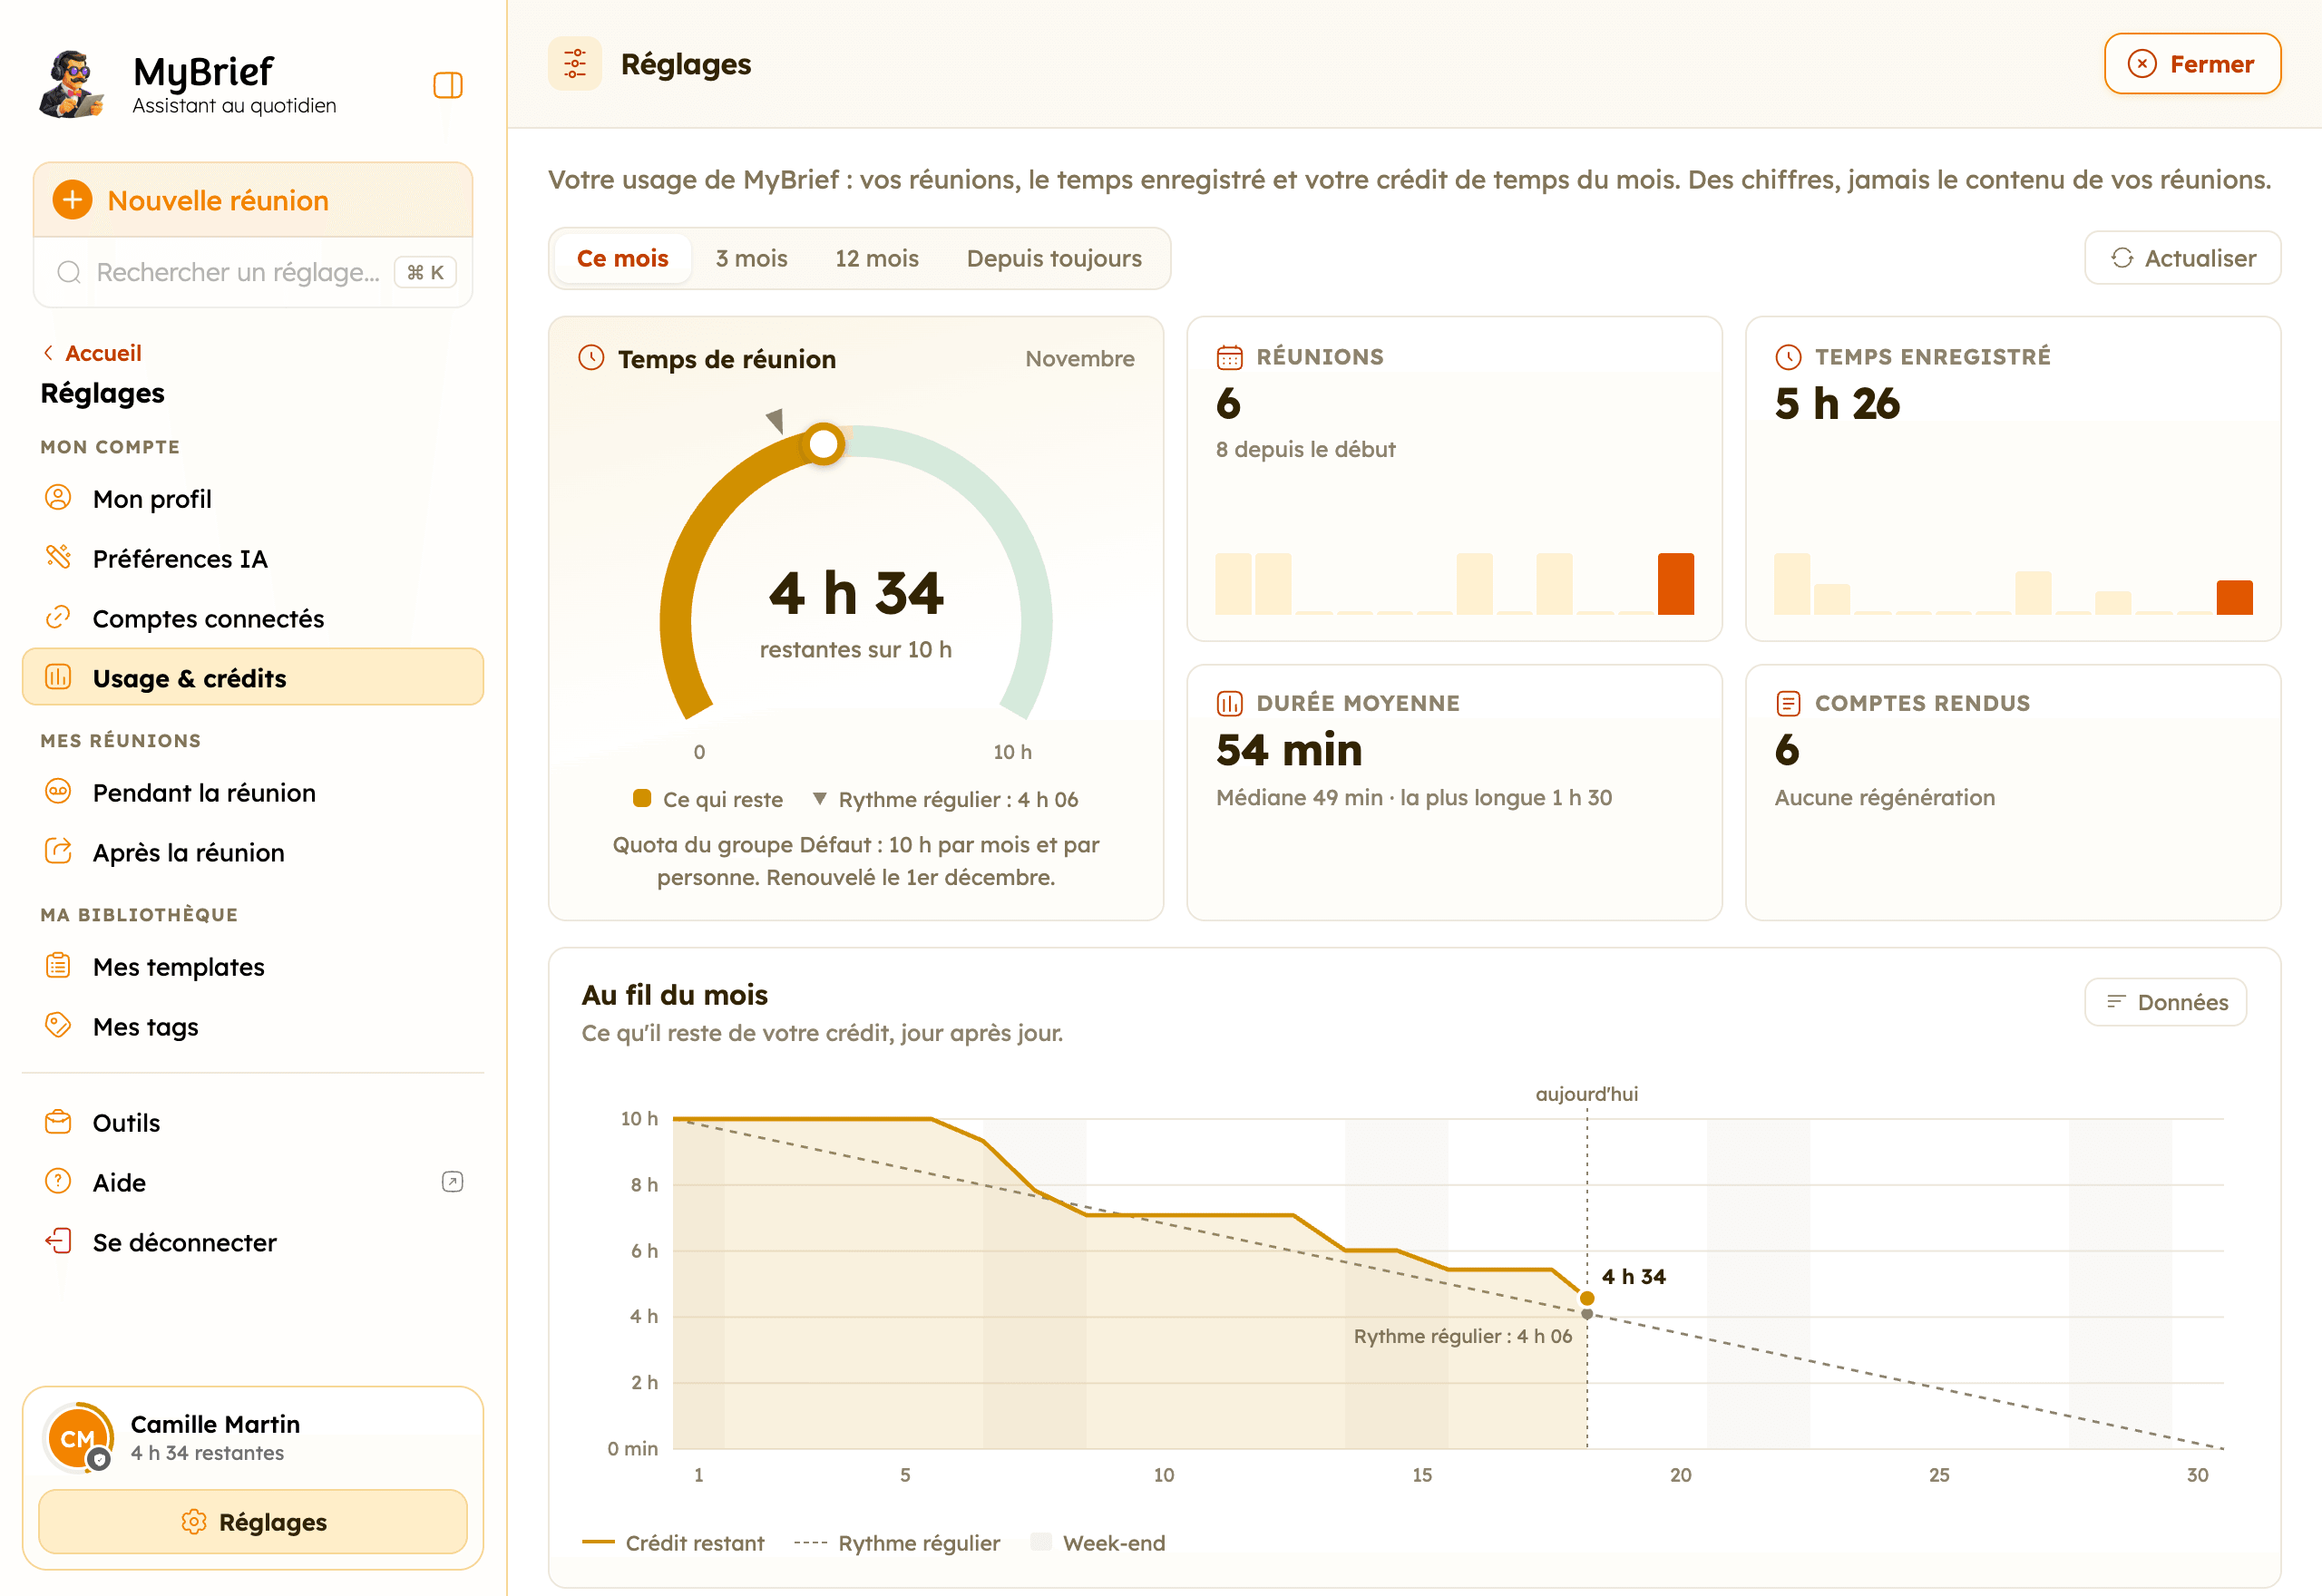 MyBrief
Assistant au quotidien
Nouvelle réunion
Rechercher un réglage...
⌘ K
Accueil
Réglages
MON COMPTE
Mon profil
Préférences IA
Comptes connectés
Usage & crédits
MES RÉUNIONS
Pendant la réunion
Après la réunion
MA BIBLIOTHÈQUE
Mes templates
Mes tags
Outils
Aide
Se déconnecter
CM
Camille Martin
4 h 34 restantes
Réglages
Réglages
Fermer
Votre usage de MyBrief : vos réunions, le temps enregistré et votre crédit de temps du mois. Des chiffres, jamais le contenu de vos réunions.
Ce mois
3 mois
12 mois
Depuis toujours
Actualiser
Temps de réunion
Novembre
4 h 34
restantes sur 10 h
0
10 h
Ce qui reste
Rythme régulier : 4 h 06
Quota du groupe Défaut : 10 h par mois et par
personne. Renouvelé le 1er décembre.
RÉUNIONS
6
8 depuis le début
TEMPS ENREGISTRÉ
5 h 26
DURÉE MOYENNE
54 min
Médiane 49 min · la plus longue 1 h 30
COMPTES RENDUS
6
Aucune régénération
Au fil du mois
Ce qu'il reste de votre crédit, jour après jour.
Données
aujourd'hui
10 h
8 h
6 h
4 h
2 h
0 min
4 h 34
Rythme régulier : 4 h 06
1
5
10
15
20
25
30
Crédit restant
Rythme régulier
Week-end